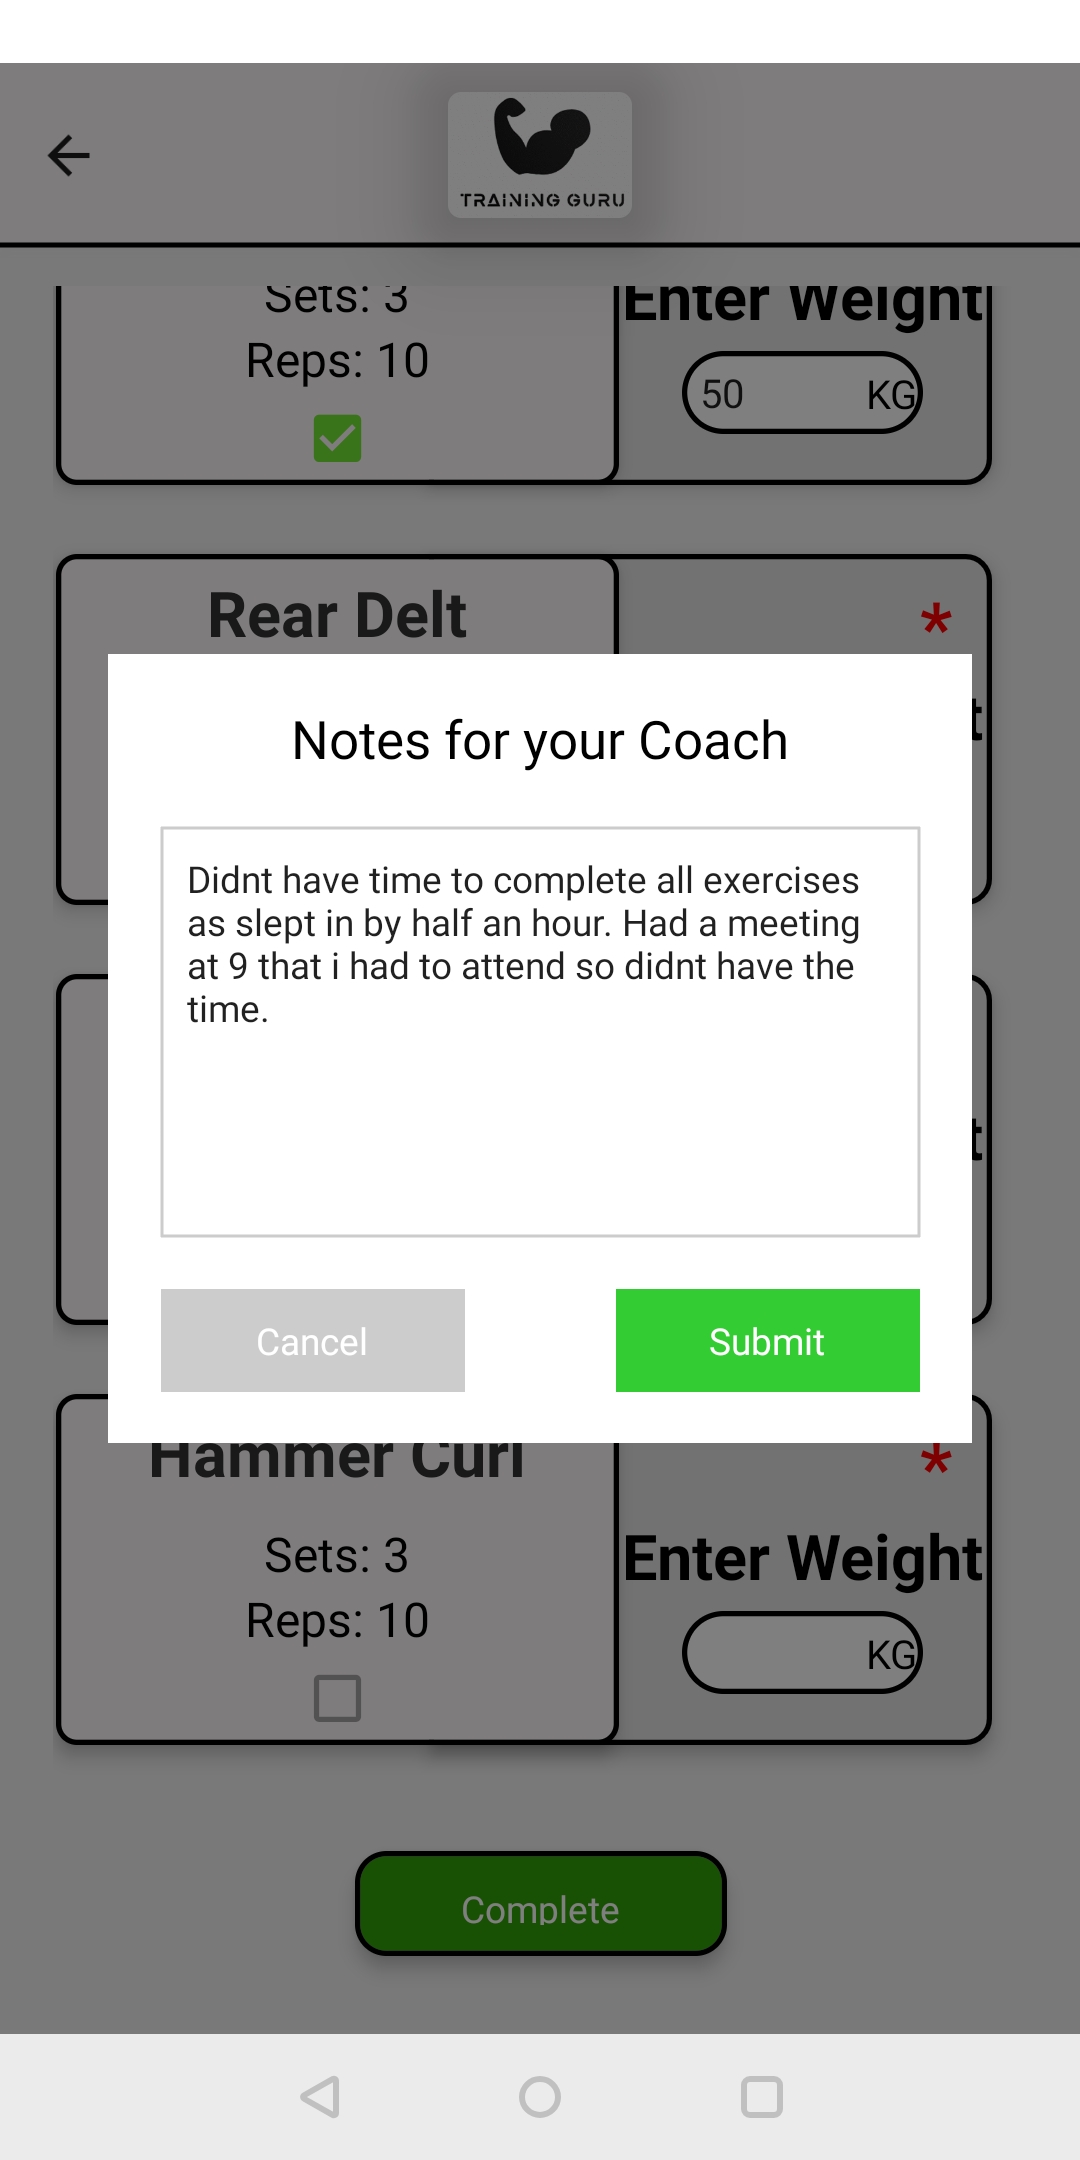 TRAINING GURU
Sets: 3
Reps: 10
Enter Weight
50 KG
Rear Delt
*
t
Notes for your Coach
Didnt have time to complete all exercises
as slept in by half an hour. Had a meeting
at 9 that i had to attend so didnt have the
time.
t
Cancel
Submit
Hammer Curl
*
Sets: 3
Reps: 10
Enter Weight
KG
Complete